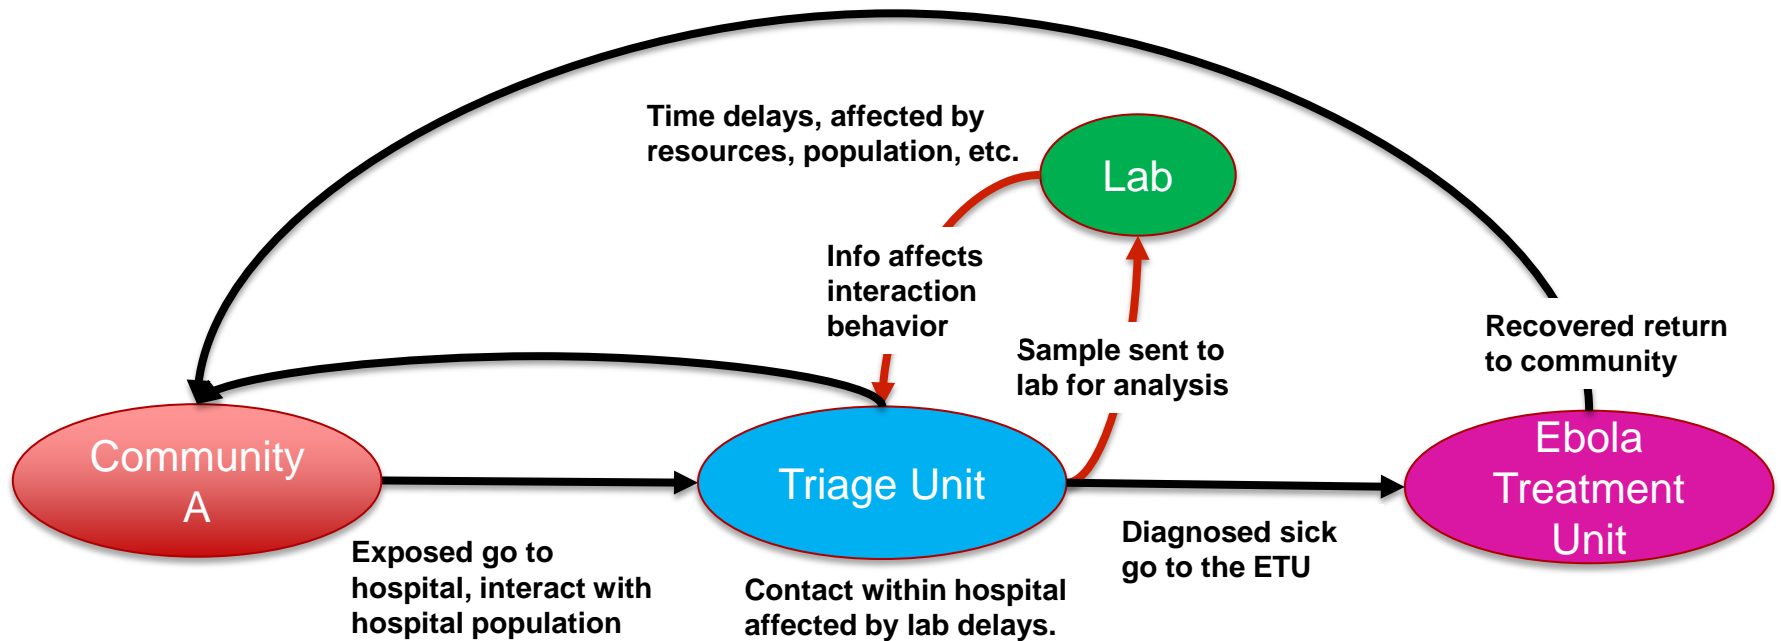 Time delays, affected by
resources, population, etc.
Lab
Info affects
interaction
behavior
Sample sent to
lab for analysis
Recovered return
to community
Community
A
Triage Unit
Ebola
Treatment
Unit
Exposed go to
hospital, interact with
hospital population
Contact within hospital
affected by lab delays.
Diagnosed sick
go to the ETU